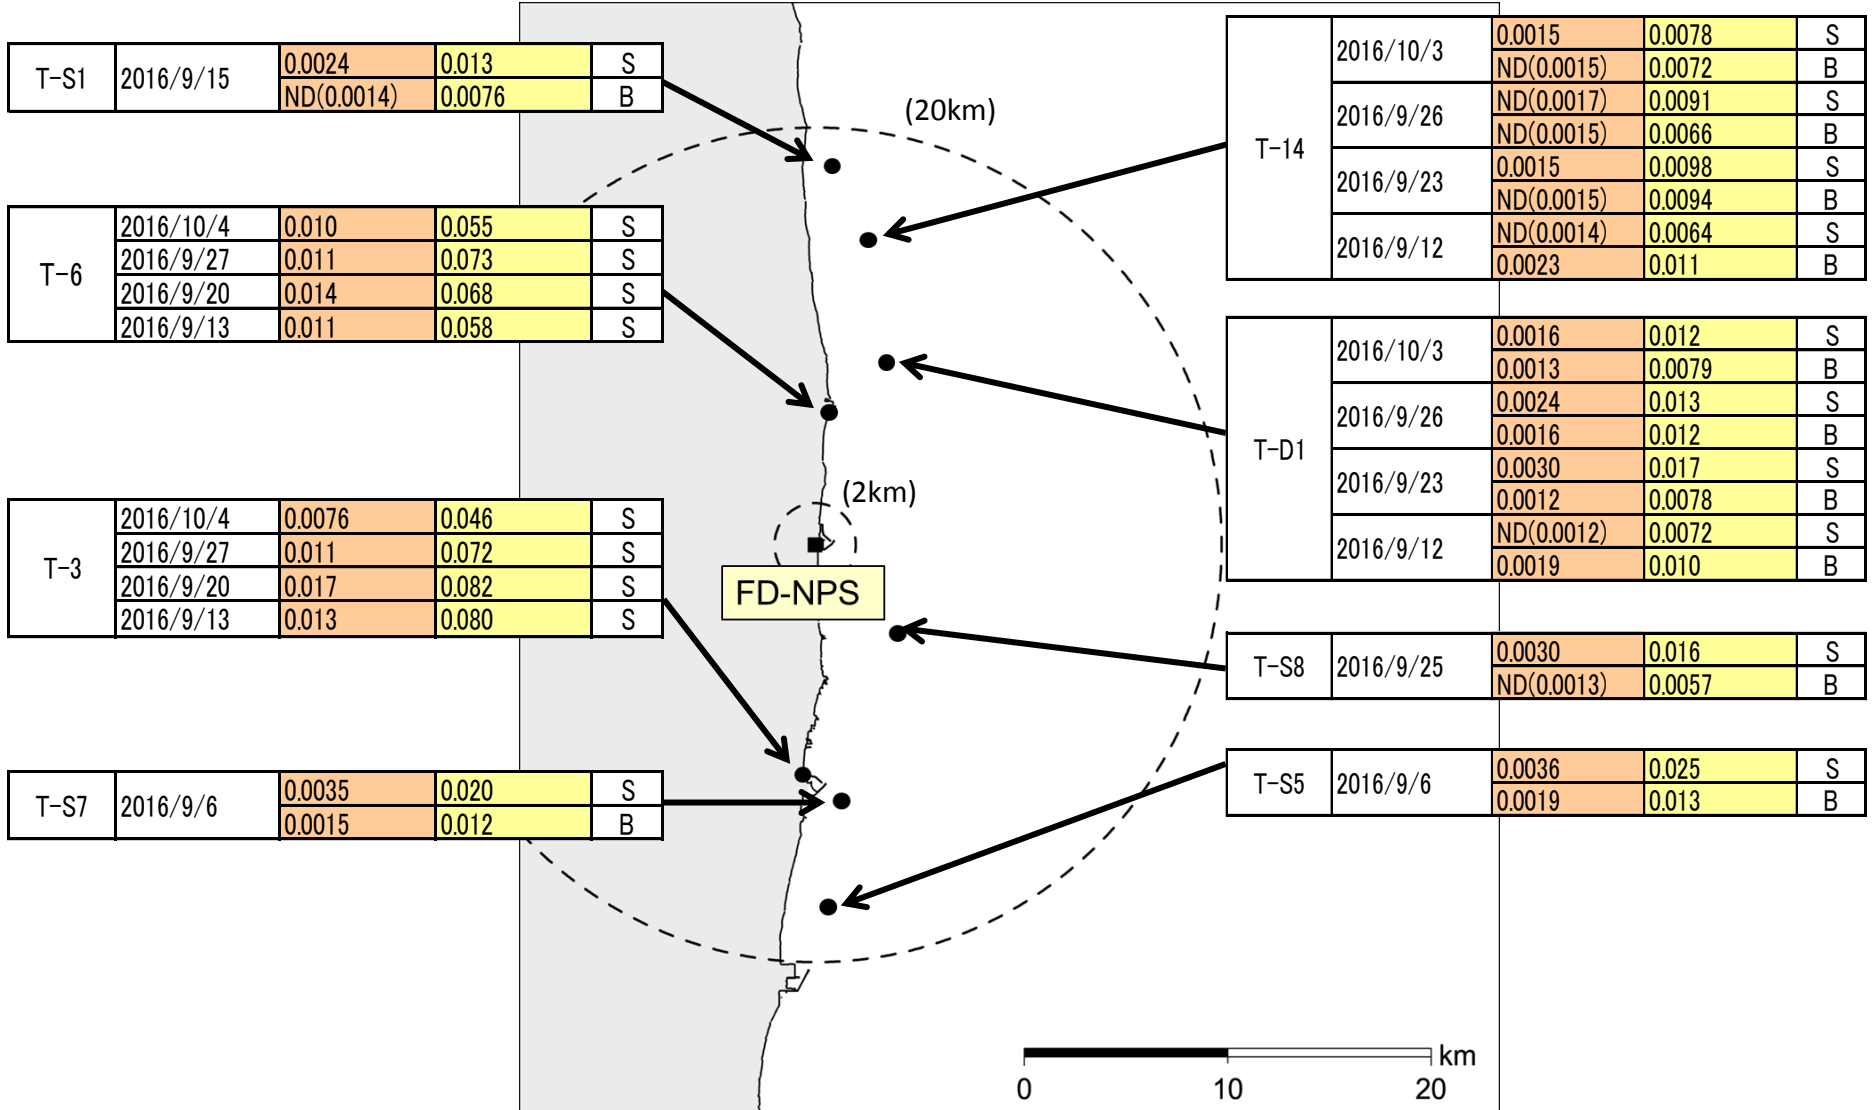 T-S1 2016/9/15 0.0024 0.013 S
ND(0.0014) 0.0076 B
T-6 2016/10/4 0.010 0.055 S
2016/9/27 0.011 0.073 S
2016/9/20 0.014 0.068 S
2016/9/13 0.011 0.058 S
T-3 2016/10/4 0.0076 0.046 S
2016/9/27 0.011 0.072 S
2016/9/20 0.017 0.082 S
2016/9/13 0.013 0.080 S
T-S7 2016/9/6 0.0035 0.020 S
0.0015 0.012 B
(20km)
(2km)
FD-NPS
T-14 2016/10/3 0.0015 0.0078 S
ND(0.0015) 0.0072 B
2016/9/26 ND(0.0017) 0.0091 S
ND(0.0015) 0.0066 B
2016/9/23 0.0015 0.0098 S
ND(0.0015) 0.0094 B
2016/9/12 ND(0.0014) 0.0064 S
0.0023 0.011 B
T-D1 2016/10/3 0.0016 0.012 S
0.0013 0.0079 B
2016/9/26 0.0024 0.013 S
0.0016 0.012 B
2016/9/23 0.0030 0.017 S
0.0012 0.0078 B
2016/9/12 ND(0.0012) 0.0072 S
0.0019 0.010 B
T-S8 2016/9/25 0.0030 0.016 S
ND(0.0013) 0.0057 B
T-S5 2016/9/6 0.0036 0.025 S
0.0019 0.013 B
km
0 10 20